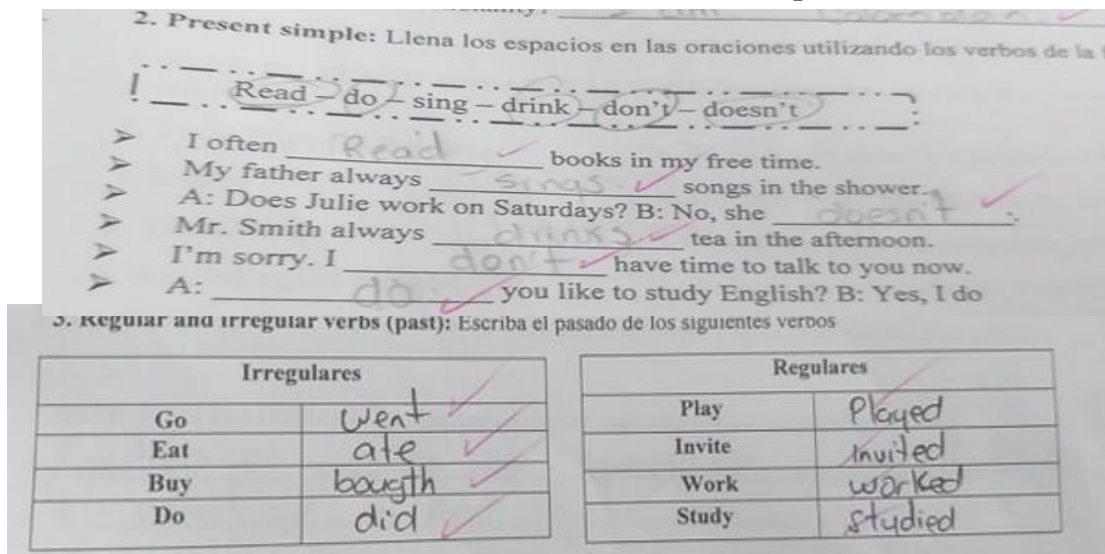 2. Present simple: Llena los espacios en las oraciones utilizando los verbos de la
Read – do – sing – drink – don't – doesn't
➤ I often Read books in my free time.
➤ My father always sings songs in the shower.
➤ A: Does Julie work on Saturdays? B: No, she doesn't.
➤ Mr. Smith always drinks tea in the afternoon.
➤ I'm sorry. I don't have time to talk to you now.
➤ A: do you like to study English? B: Yes, I do
3. Regular and irregular verbs (past): Escriba el pasado de los siguientes verbos
Irregulares
Go went
Eat ate
Buy bougth
Do did
Regulares
Play Played
Invite Invited
Work worked
Study studied